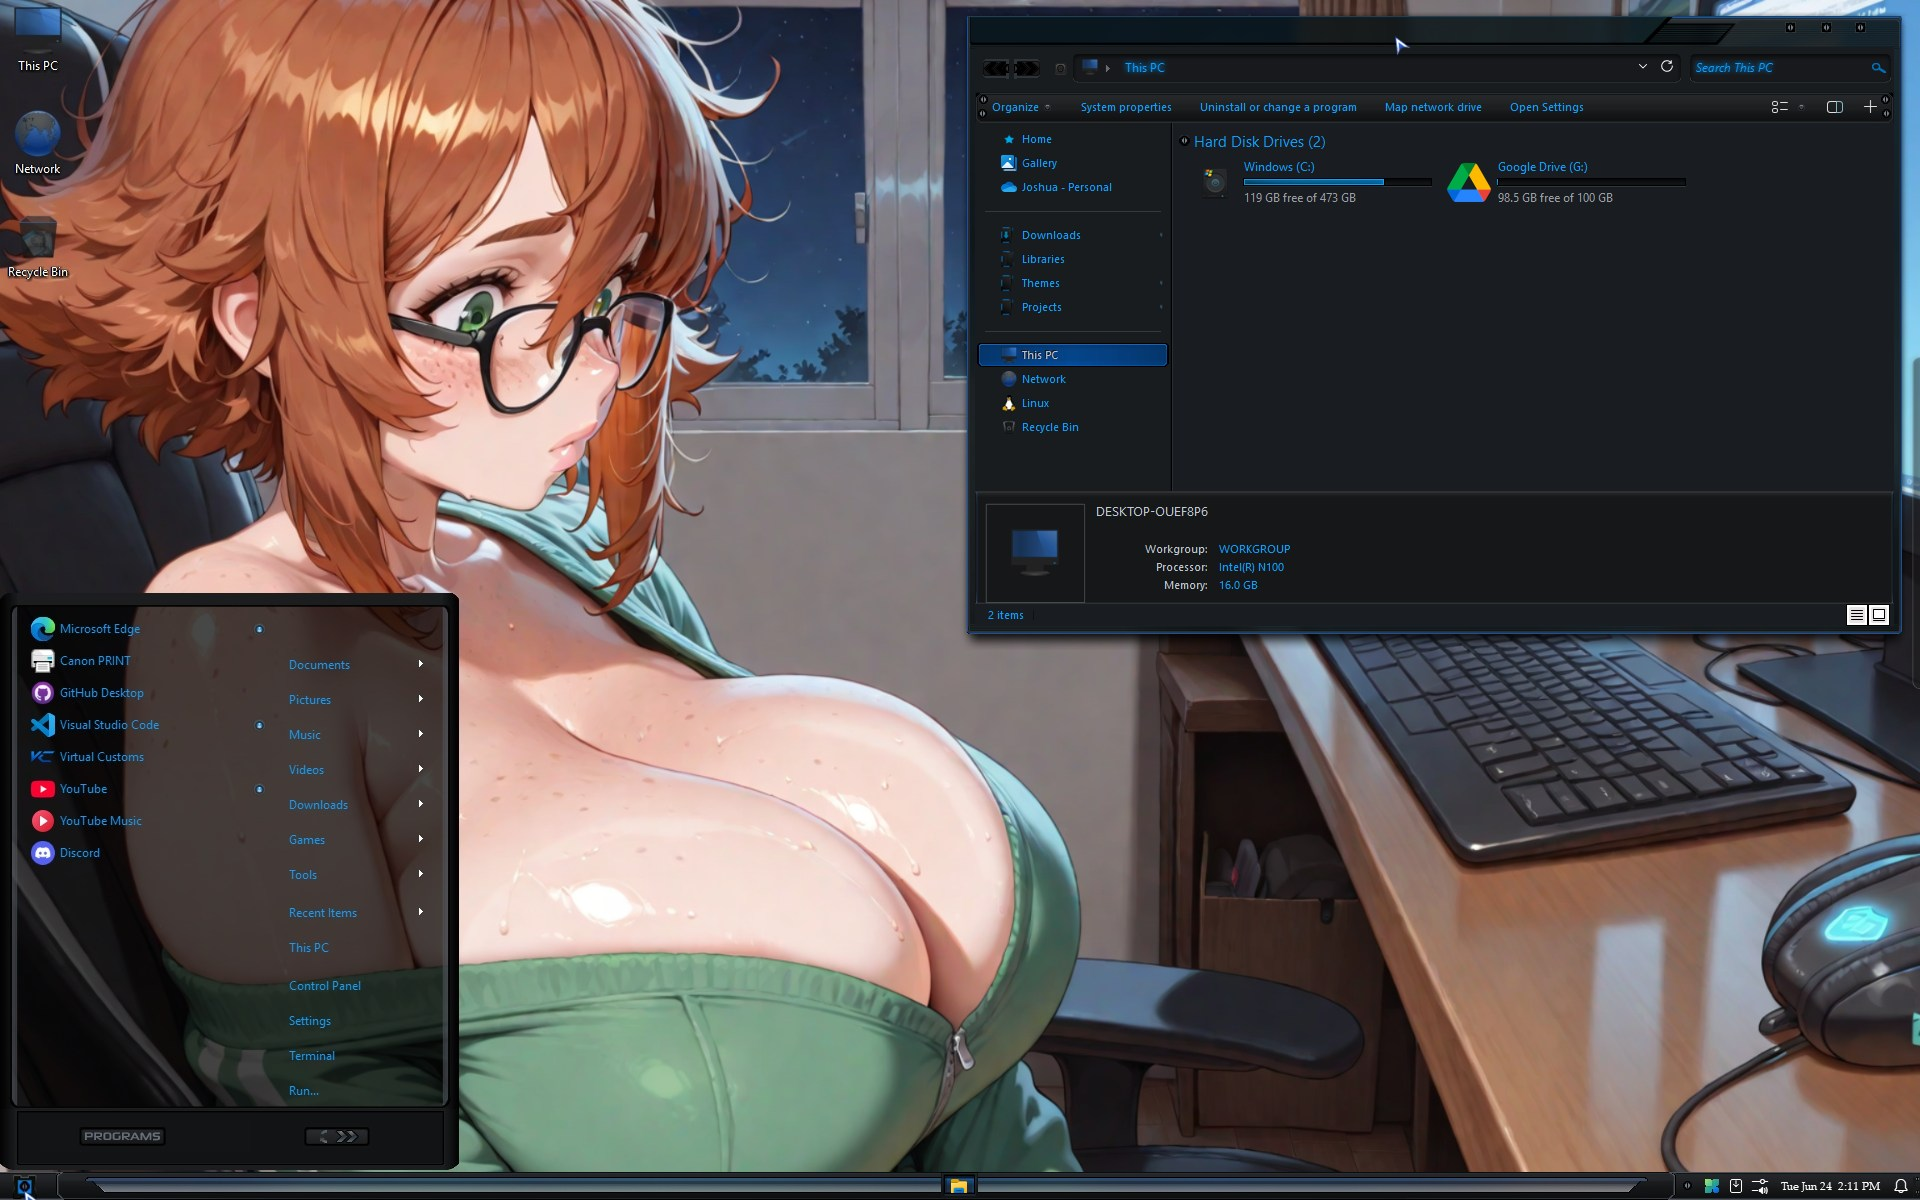 This PC
Network
Recycle Bin
This PC
Search This PC
Organize
System properties
Uninstall or change a program
Map network drive
Open Settings
Home
Gallery
Joshua - Personal
Downloads
Libraries
Themes
Projects
This PC
Network
Linux
Recycle Bin
Hard Disk Drives (2)
Windows (C:)
119 GB free of 473 GB
Google Drive (G:)
98.5 GB free of 100 GB
DESKTOP-OUEF8P6
Workgroup: WORKGROUP
Processor: Intel(R) N100
Memory: 16.0 GB
2 items
Microsoft Edge
Canon PRINT
GitHub Desktop
Visual Studio Code
Virtual Customs
YouTube
YouTube Music
Discord
Documents
Pictures
Music
Videos
Downloads
Games
Tools
Recent Items
This PC
Control Panel
Settings
Terminal
Run...
PROGRAMS
Tue Jun 24 2:11 PM